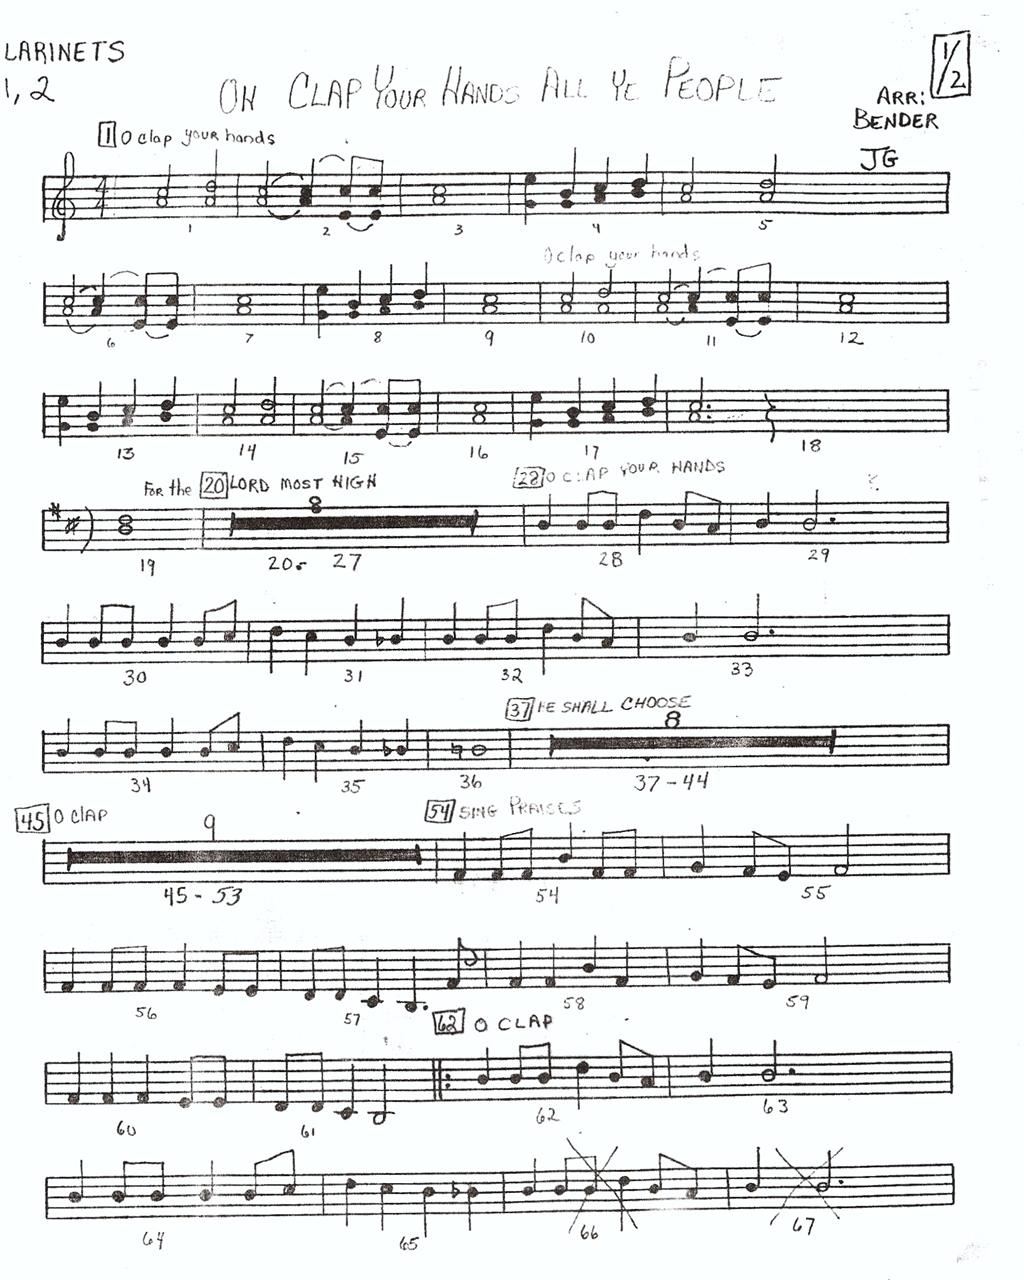 LARINETS
1, 2
OH CLAP YOUR HANDS ALL YE PEOPLE
1/2
ARR:
BENDER
JG
1 O clap your hands
1 2 3 4 5
O clap your hands
6 7 8 9 10 11 12
13 14 15 16 17 18
FOR the 20 LORD MOST HIGH 8 28 O CLAP YOUR HANDS
19 20. 27 28 29
30 31 32 33
37 HE SHALL CHOOSE
8
34 35 36 37-44
45 O CLAP 9 54 SING PRAISES
45-53 54 55
56 57 58 59
62 O CLAP
60 61 62 63
64 65 66 67